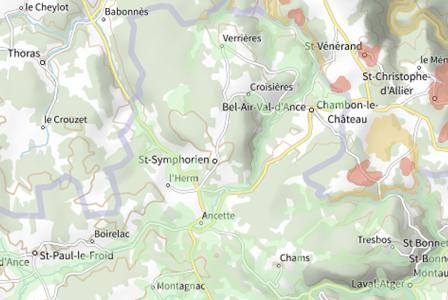 le Cheylot
Babonnès
Thoras
Verrières
St-Vénérand
St-Christophe-
d'Allier
Croisières
Bel-Air-Val-d'Ance
Chambon-le-
Château
le Crouzet
St-Symphorien
l'Herm
Ancette
Boirelac
St-Paul-le-Froid
d'Ance
Chams
Tresbos
St-Bonn
Montagnac
Laval-Atger